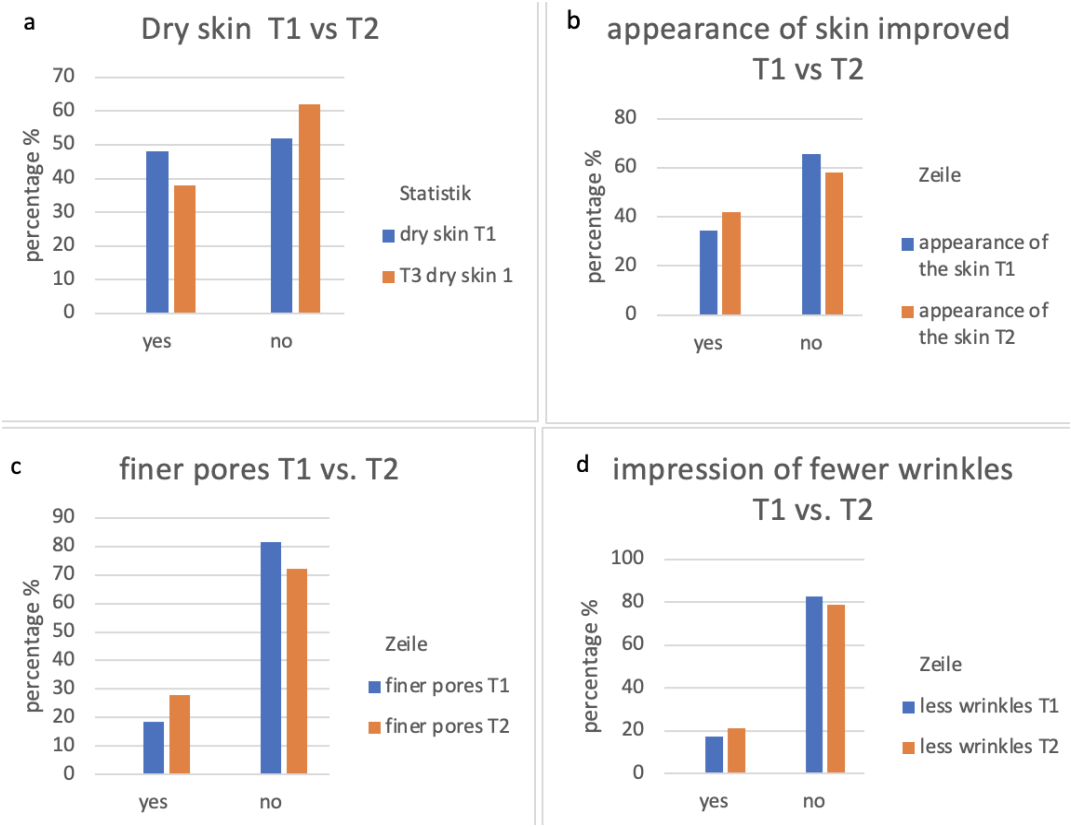 a
Dry skin T1 vs T2
70
60
50
40
30
20
10
0
percentage %
yes
no
Statistik
dry skin T1
T3 dry skin 1
b
appearance of skin improved
T1 vs T2
80
60
40
20
0
percentage %
yes
no
Zeile
appearance of
the skin T1
appearance of
the skin T2
c
finer pores T1 vs. T2
90
80
70
60
50
40
30
20
10
0
percentage %
yes
no
Zeile
finer pores T1
finer pores T2
d
impression of fewer wrinkles
T1 vs. T2
100
80
60
40
20
0
percentage %
yes
no
Zeile
less wrinkles T1
less wrinkles T2